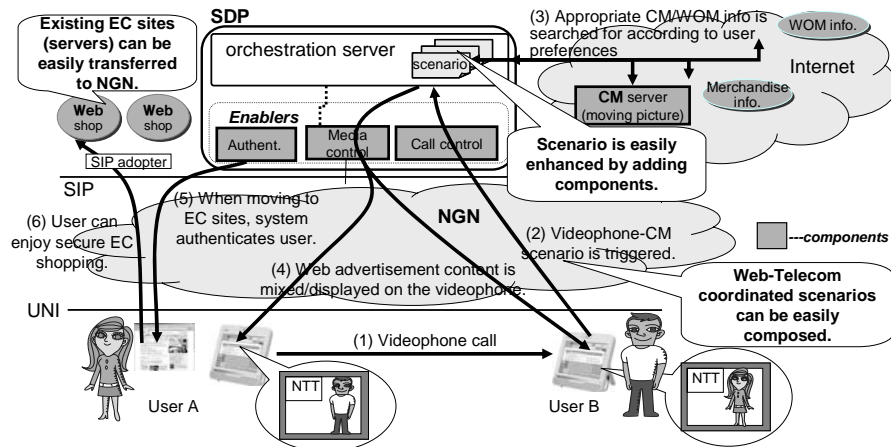 Existing EC sites
(servers) can be
easily transferred
to NGN.
SDP
orchestration server
scenario
(3) Appropriate CM/WOM info is
searched for according to user
preferences
WOM info.
Internet
CM server
(moving picture)
Merchandise
info.
Web
shop
Web
shop
Enablers
Authent.
Media
control
Call control
Scenario is easily
enhanced by adding
components.
SIP adopter
SIP
(5) When moving to
EC sites, system
authenticates user.
NGN
(6) User can
enjoy secure EC
shopping.
(2) Videophone-CM
scenario is triggered.
---components
(4) Web advertisement content is
mixed/displayed on the videophone.
Web-Telecom
coordinated scenarios
can be easily
composed.
UNI
(1) Videophone call
User A
NTT
User B
NTT